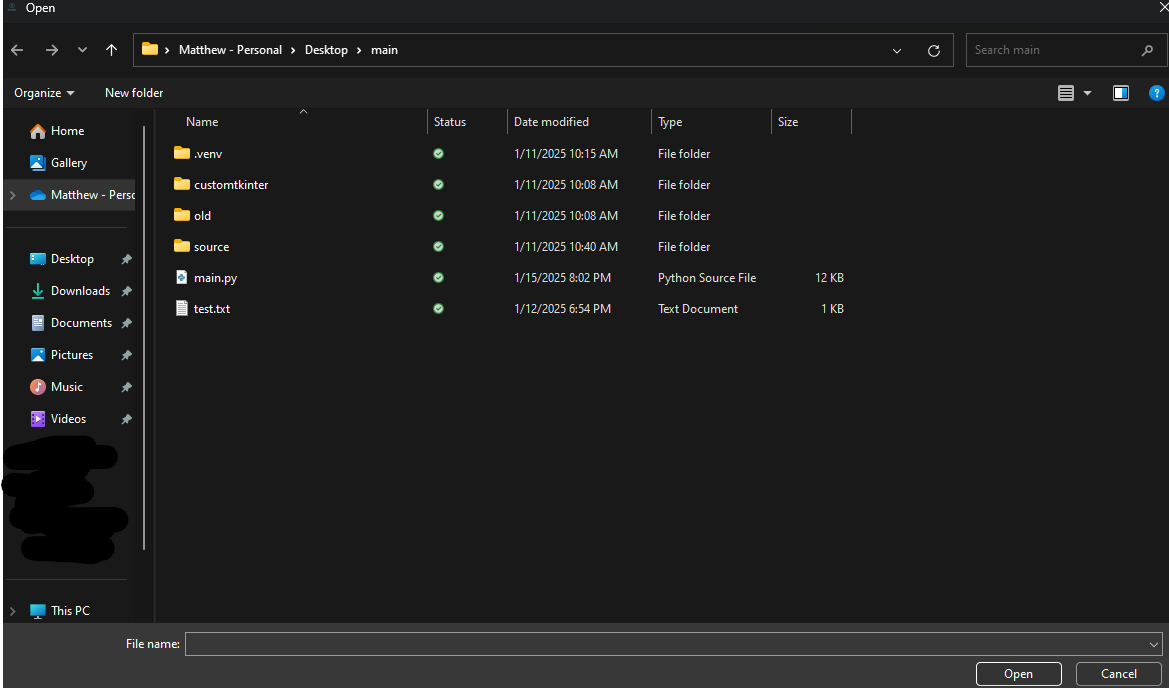 Open
Matthew - Personal > Desktop > main
Search main
Organize
New folder
Home
Gallery
Matthew - Perso
Desktop
Downloads
Documents
Pictures
Music
Videos
This PC
Name Status Date modified Type Size
.venv 1/11/2025 10:15 AM File folder
customtkinter 1/11/2025 10:08 AM File folder
old 1/11/2025 10:08 AM File folder
source 1/11/2025 10:40 AM File folder
main.py 1/15/2025 8:02 PM Python Source File 12 KB
test.txt 1/12/2025 6:54 PM Text Document 1 KB
File name:
Open
Cancel